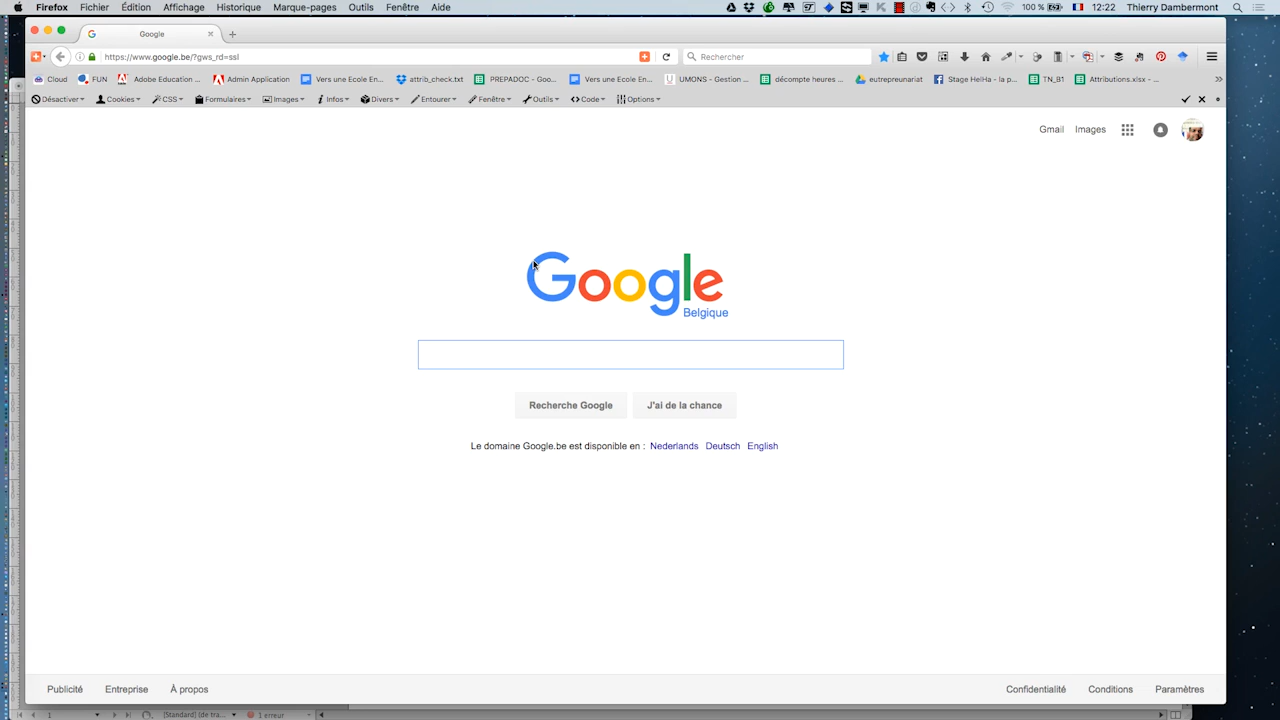 Firefox Fichier Édition Affichage Historique Marque-pages Outils Fenêtre Aide 100 % 12:22 Thierry Dambermont
Google
https://www.google.be/?gws_rd=ssl Rechercher
Cloud FUN Adobe Education ... Admin Application Vers une Ecole En... attrib_check.txt PREPADOC - Goo... Vers une Ecole En... UMONS - Gestion ... décompte heures ... eutrepreunariat Stage HelHa - la p... TN_B1 Attributions.xlsx - ...
Désactiver Cookies CSS Formulaires Images Infos Divers Entourer Fenêtre Outils Code Options
Gmail Images
Google
Belgique
Recherche Google J'ai de la chance
Le domaine Google.be est disponible en : Nederlands Deutsch English
Publicité Entreprise À propos Confidentialité Conditions Paramètres
1 [Standard] (de tra... 1 erreur